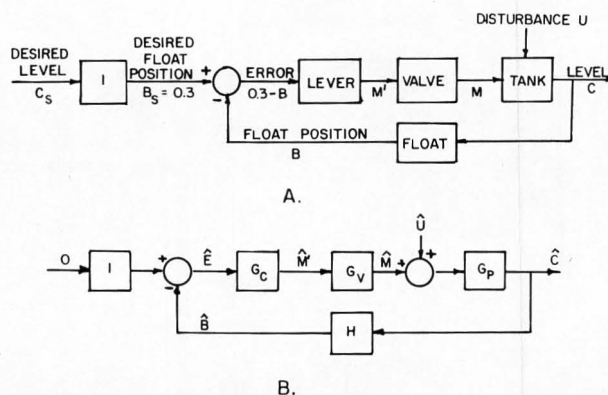 DISTURBANCE U
DESIRED LEVEL
C_S
I
DESIRED FLOAT POSITION
B_S = 0.3
+
-
ERROR
0.3-B
LEVER
M'
VALVE
M
TANK
LEVEL
C
FLOAT POSITION
B
FLOAT
A.
O
I
+
-
Ê
G_C
M̂'
G_V
M̂
Û
+
+
G_P
Ĉ
B̂
H
B.